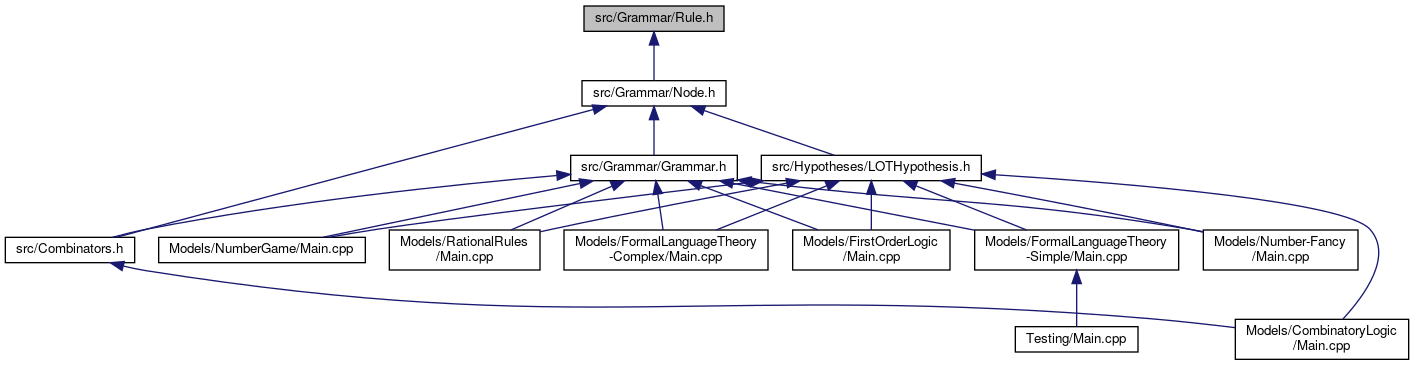 src/Grammar/Rule.h
src/Grammar/Node.h
src/Grammar/Grammar.h
src/Hypotheses/LOTHypothesis.h
src/Combinators.h
Models/NumberGame/Main.cpp
Models/RationalRules
/Main.cpp
Models/FormalLanguageTheory
-Complex/Main.cpp
Models/FirstOrderLogic
/Main.cpp
Models/FormalLanguageTheory
-Simple/Main.cpp
Models/Number-Fancy
/Main.cpp
Testing/Main.cpp
Models/CombinatoryLogic
/Main.cpp